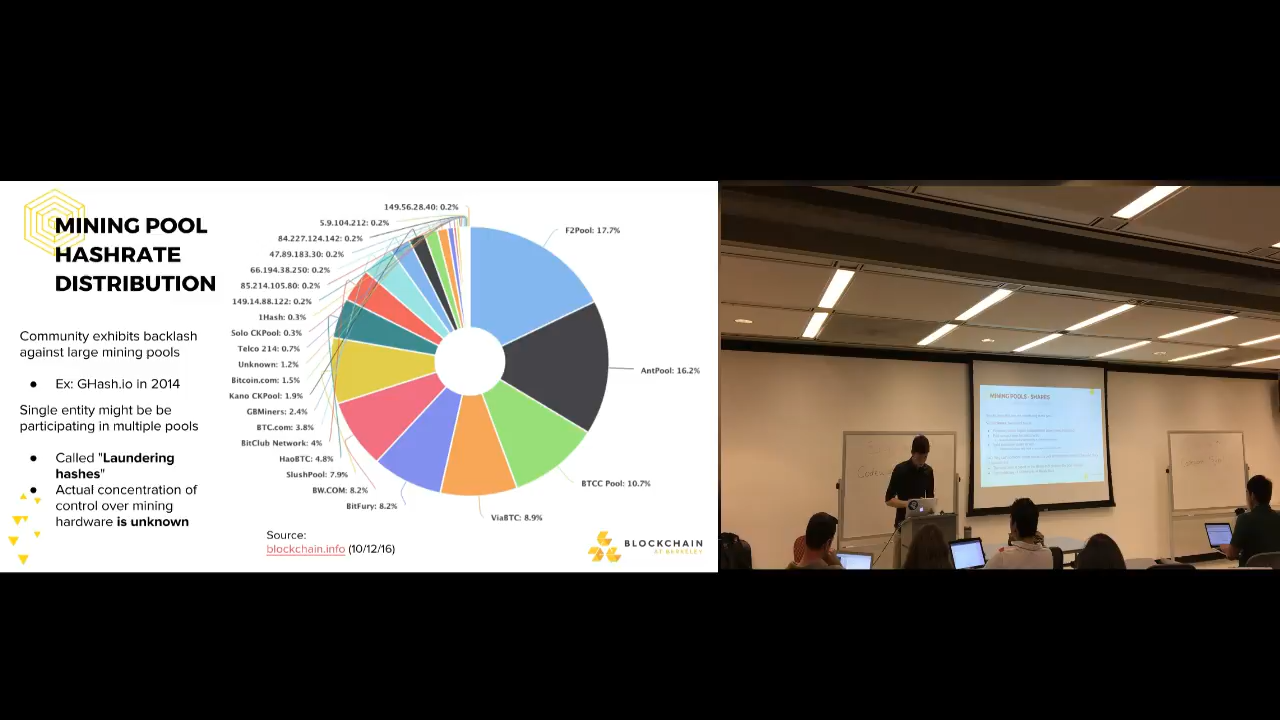 MINING POOL
HASHRATE
DISTRIBUTION
Community exhibits backlash
against large mining pools
● Ex: GHash.io in 2014
Single entity might be be
participating in multiple pools
● Called "Laundering
hashes"
● Actual concentration of
control over mining
hardware is unknown
149.56.28.40: 0.2%
5.9.104.212: 0.2%
84.227.124.142: 0.2%
47.89.183.30: 0.2%
66.194.38.250: 0.2%
85.214.105.80: 0.2%
149.14.88.122: 0.2%
1Hash: 0.3%
Solo CKPool: 0.3%
Telco 214: 0.7%
Unknown: 1.2%
Bitcoin.com: 1.5%
Kano CKPool: 1.9%
GBMiners: 2.4%
BTC.com: 3.8%
BitClub Network: 4%
HaoBTC: 4.8%
SlushPool: 7.9%
BW.COM: 8.2%
BitFury: 8.2%
ViaBTC: 8.9%
BTCC Pool: 10.7%
AntPool: 16.2%
F2Pool: 17.7%
Source:
blockchain.info (10/12/16)
BLOCKCHAIN
AT BERKELEY
MINING POOLS - SHARES